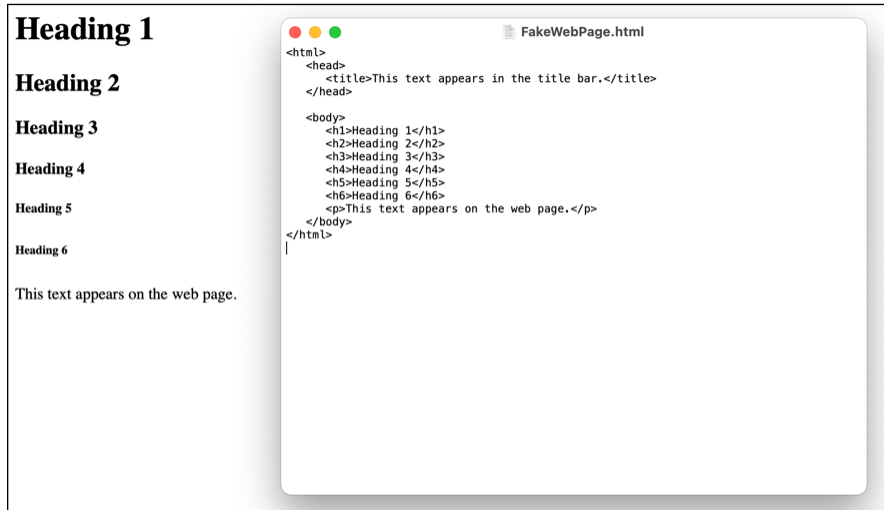 Heading 1
Heading 2
Heading 3
Heading 4
Heading 5
Heading 6
This text appears on the web page.
FakeWebPage.html
<html>
<head>
<title>This text appears in the title bar.</title>
</head>
<body>
<h1>Heading 1</h1>
<h2>Heading 2</h2>
<h3>Heading 3</h3>
<h4>Heading 4</h4>
<h5>Heading 5</h5>
<h6>Heading 6</h6>
<p>This text appears on the web page.</p>
</body>
</html>